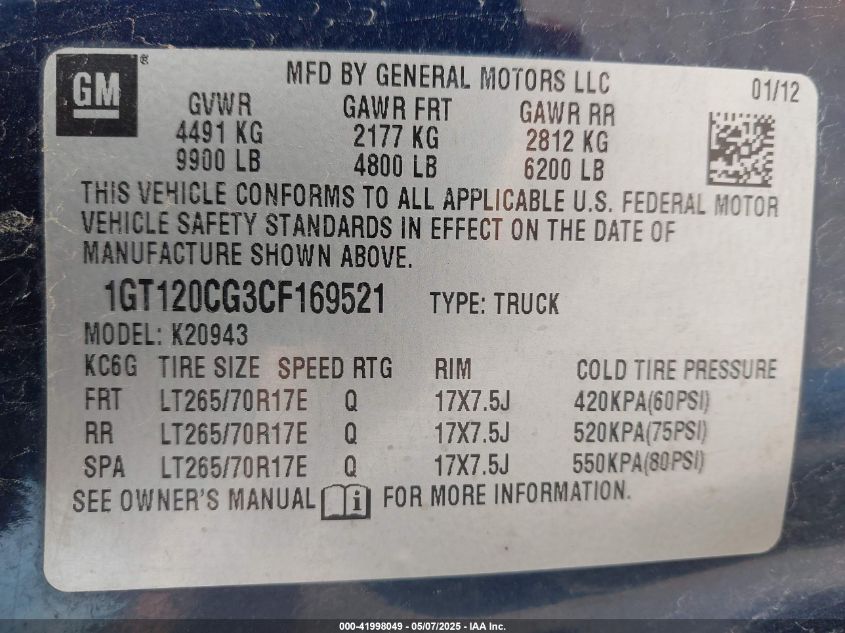 GM®
MFD BY GENERAL MOTORS LLC
01/12
GVWR GAWR FRT GAWR RR
4491 KG 2177 KG 2812 KG
9900 LB 4800 LB 6200 LB
THIS VEHICLE CONFORMS TO ALL APPLICABLE U.S. FEDERAL MOTOR
VEHICLE SAFETY STANDARDS IN EFFECT ON THE DATE OF
MANUFACTURE SHOWN ABOVE.
1GT120CG3CF169521 TYPE: TRUCK
MODEL: K20943
KC6G TIRE SIZE SPEED RTG RIM COLD TIRE PRESSURE
FRT LT265/70R17E Q 17X7.5J 420KPA(60PSI)
RR LT265/70R17E Q 17X7.5J 520KPA(75PSI)
SPA LT265/70R17E Q 17X7.5J 550KPA(80PSI)
SEE OWNER'S MANUAL i FOR MORE INFORMATION.
000-41998049 - 05/07/2025 - IAA Inc.